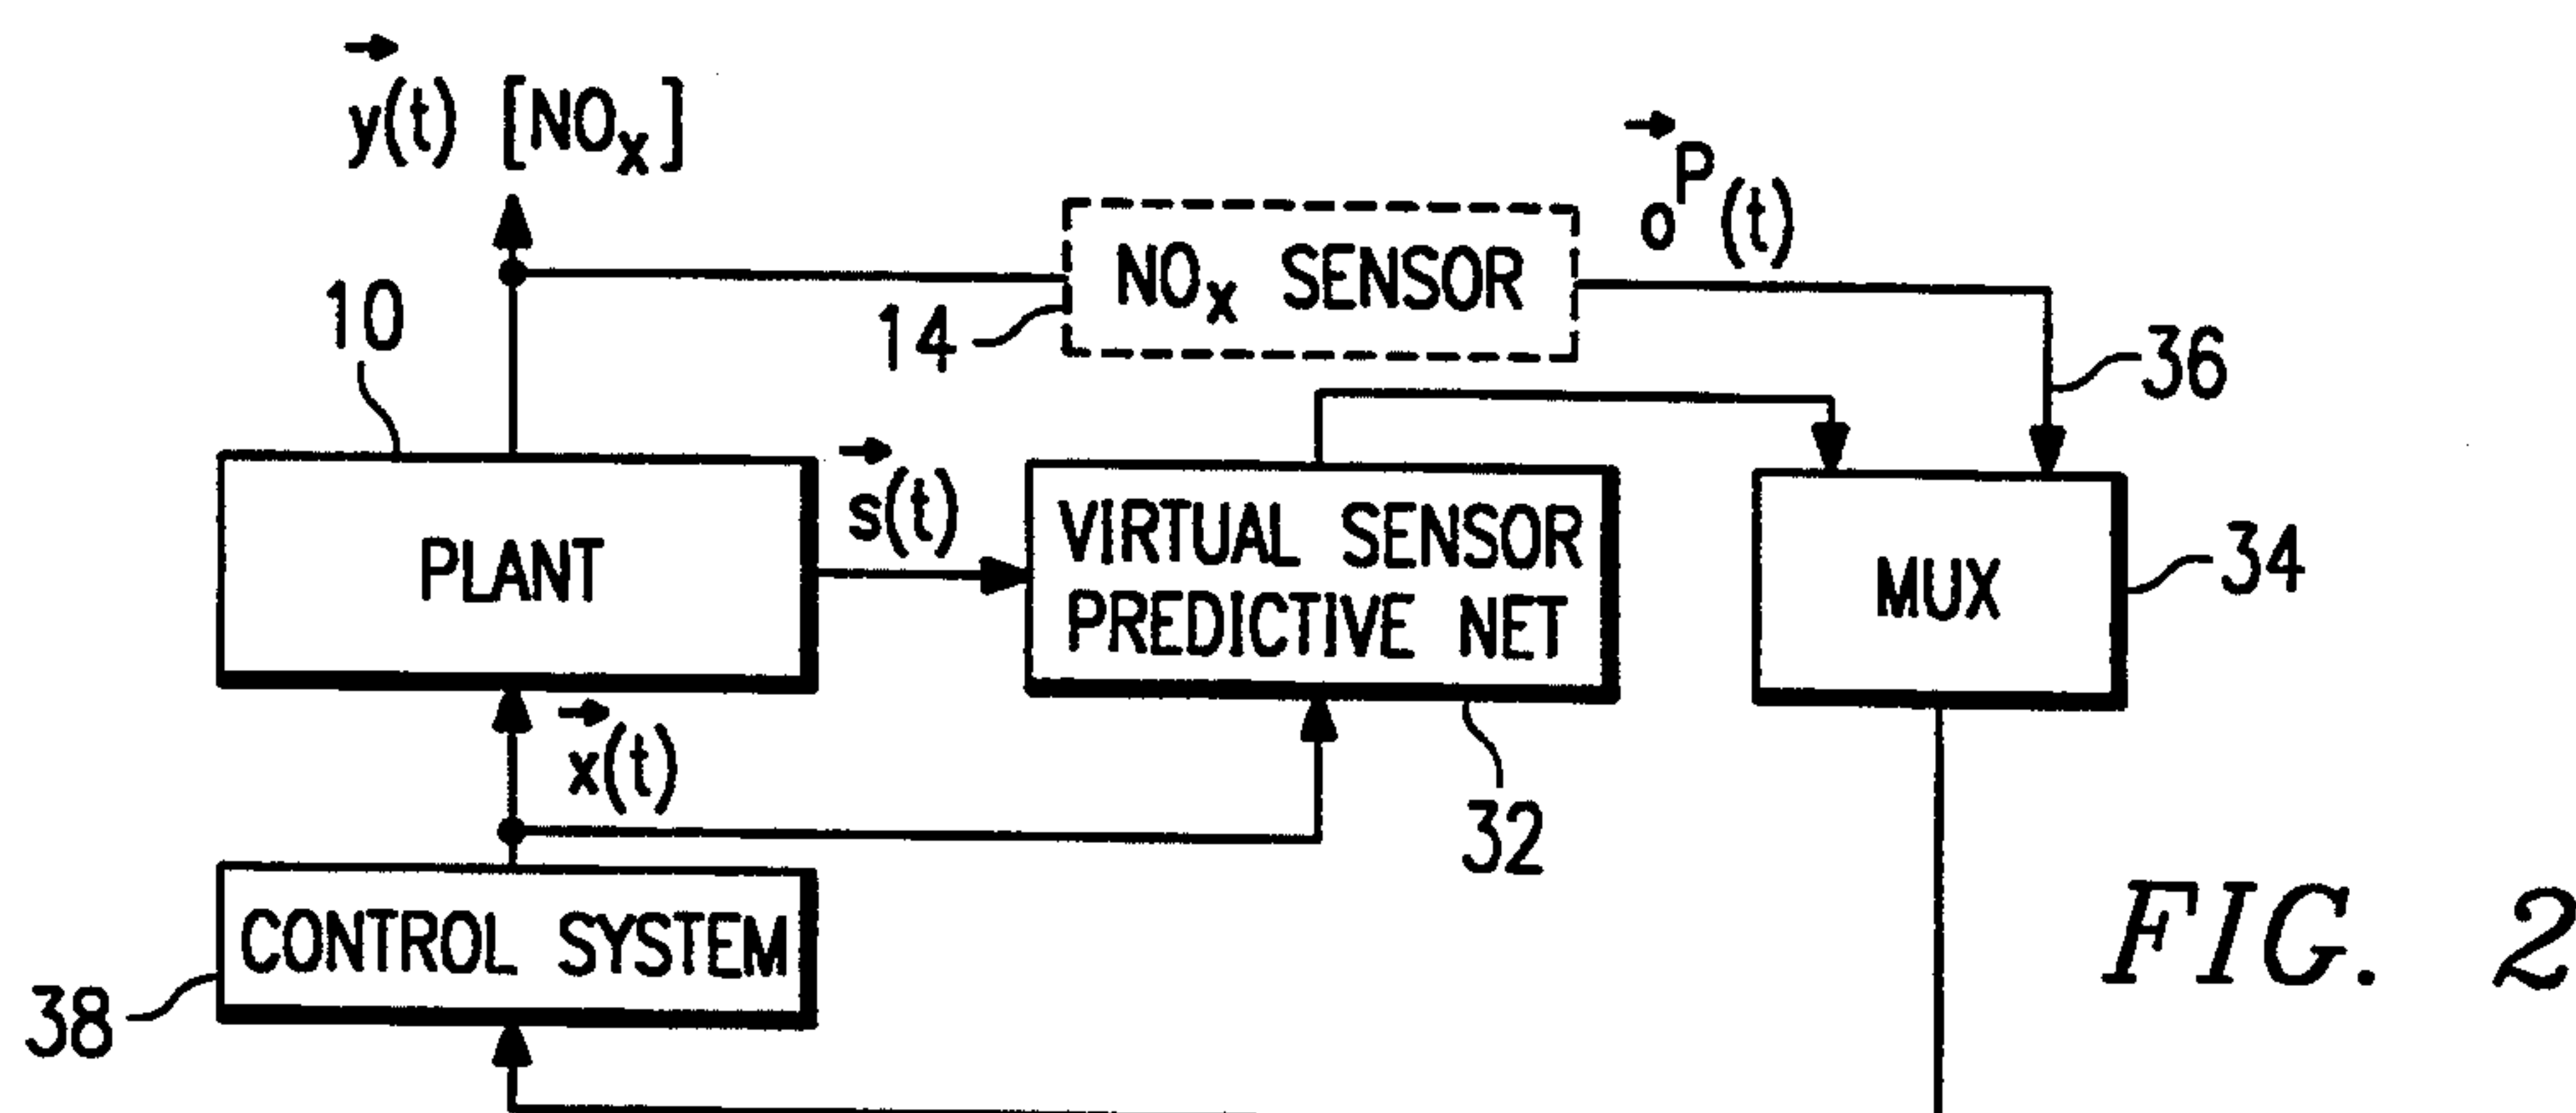 y(t) [NOx]
oP(t)
NOx SENSOR
10
14
36
s(t)
PLANT
VIRTUAL SENSOR
PREDICTIVE NET
MUX
34
x(t)
32
CONTROL SYSTEM
38
FIG. 2